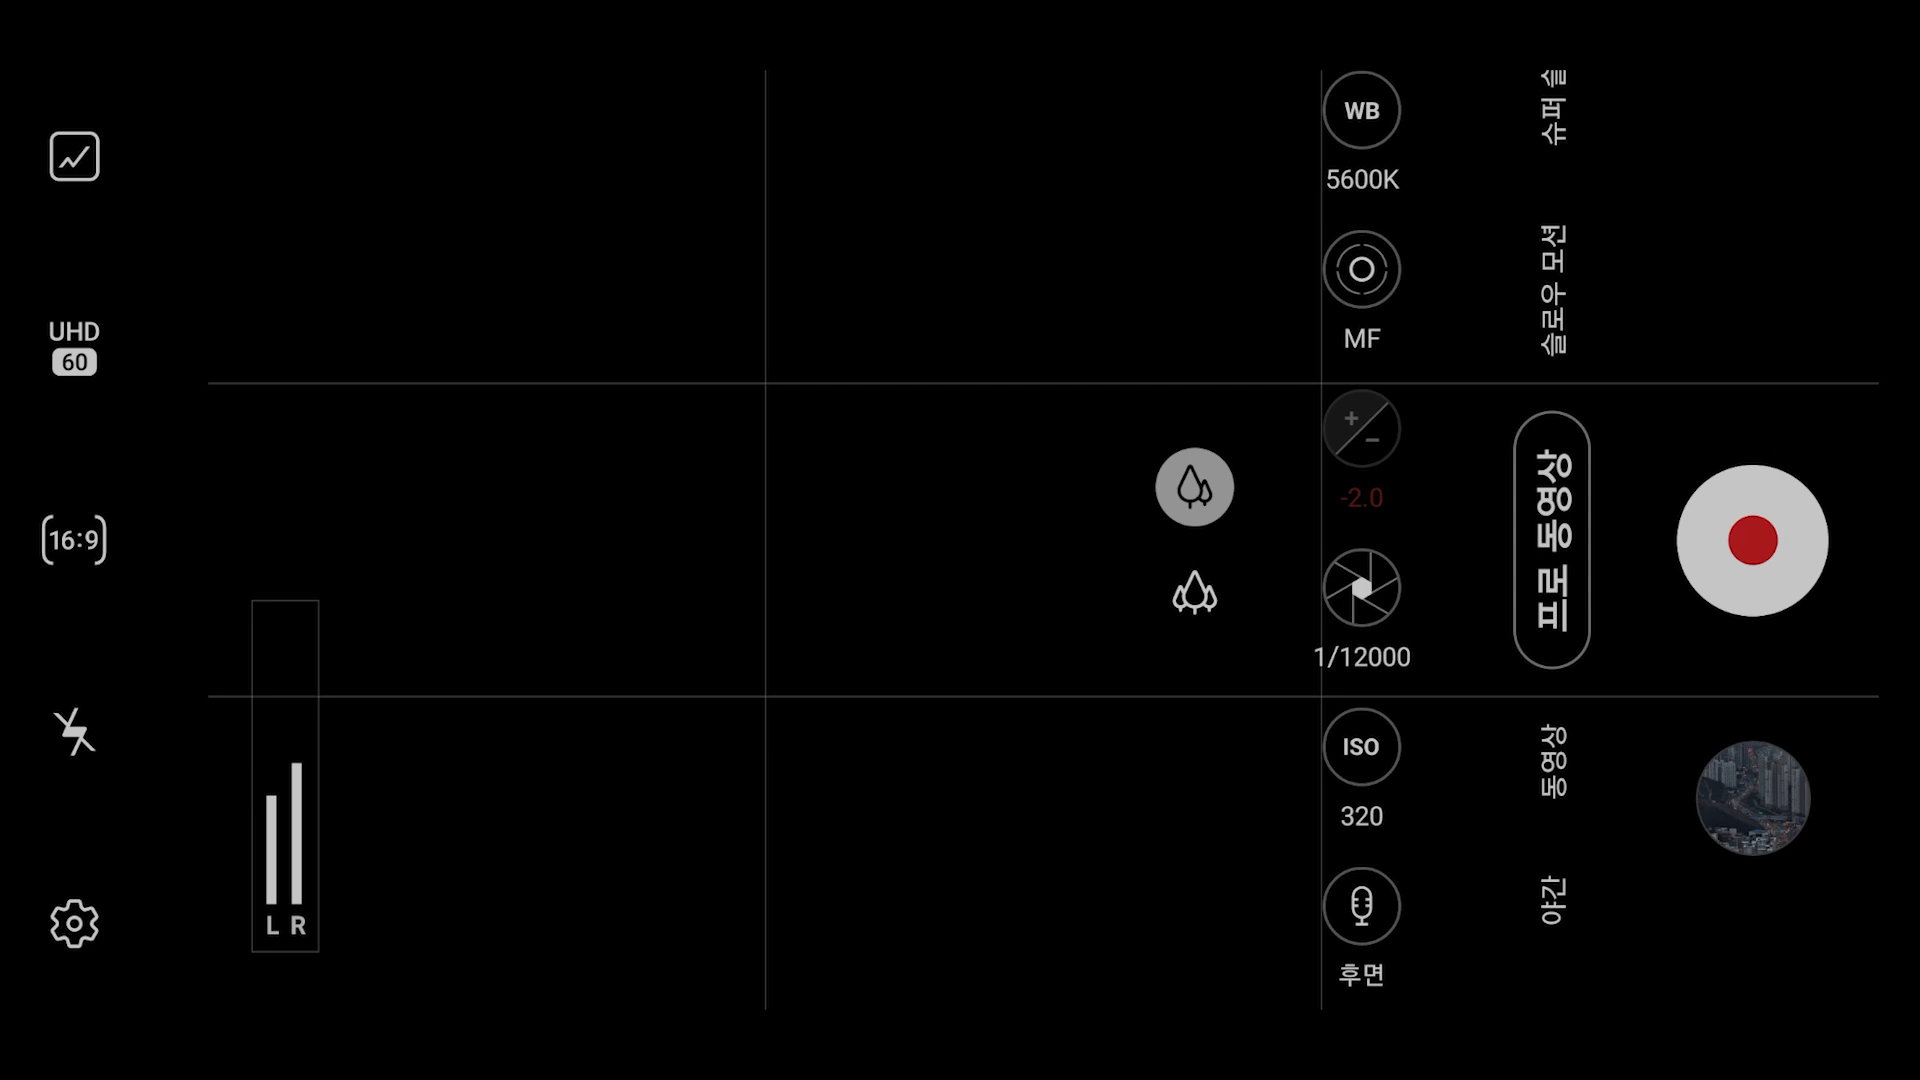 UHD
60
16:9
L R
WB
5600K
MF
+
-
-2.0
1/12000
ISO
320
후면
슈퍼 슬
슬로우 모션
프로 동영상
동영상
야간